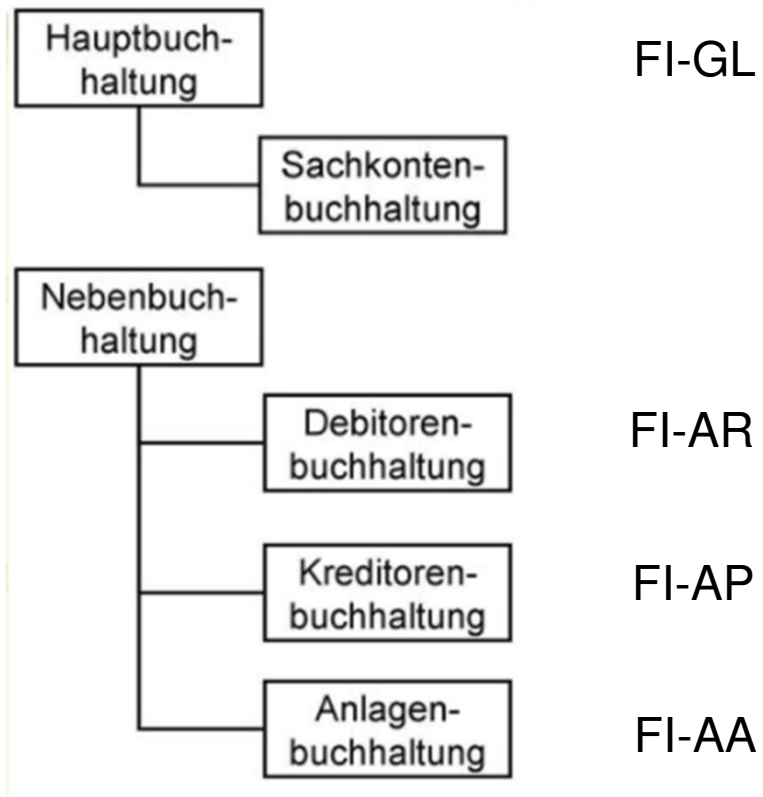 Hauptbuch-
haltung
FI-GL
Sachkonten-
buchhaltung
Nebenbuch-
haltung
Debitoren-
buchhaltung
FI-AR
Kreditoren-
buchhaltung
FI-AP
Anlagen-
buchhaltung
FI-AA